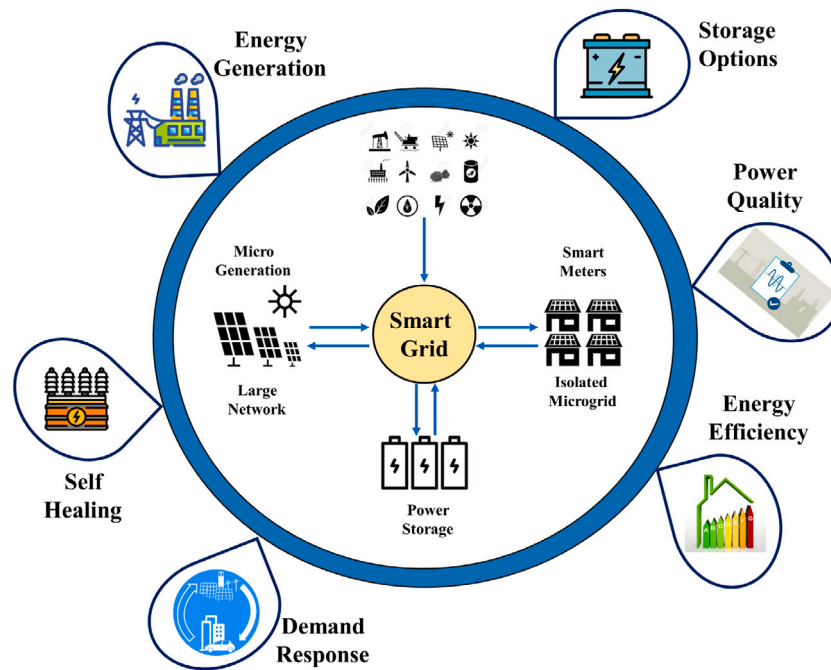 Energy
Generation
Storage
Options
Power
Quality
Micro
Generation
Smart
Meters
Smart
Grid
Large
Network
Isolated
Microgrid
Energy
Efficiency
Self
Healing
Power
Storage
Demand
Response